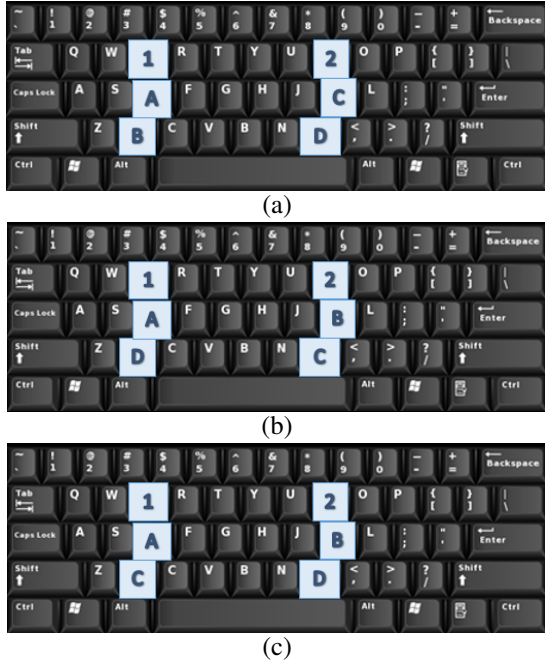 ~ ! @ # $ % ^ & * ( ) _ + Backspace
` 1 2 3 4 5 6 7 8 9 0 - =
Tab Q W 1 R T Y U 2 O P { } |
[ ] \
Caps Lock A S A F G H J C L : " Enter
; '
Shift Z B C V B N D < > ? Shift
, . /
Ctrl Alt Alt Ctrl
(a)
~ ! @ # $ % ^ & * ( ) _ + Backspace
` 1 2 3 4 5 6 7 8 9 0 - =
Tab Q W 1 R T Y U 2 O P { } |
[ ] \
Caps Lock A S A F G H J B L : " Enter
; '
Shift Z D C V B N C < > ? Shift
, . /
Ctrl Alt Alt Ctrl
(b)
~ ! @ # $ % ^ & * ( ) _ + Backspace
` 1 2 3 4 5 6 7 8 9 0 - =
Tab Q W 1 R T Y U 2 O P { } |
[ ] \
Caps Lock A S A F G H J B L : " Enter
; '
Shift Z C C V B N D < > ? Shift
, . /
Ctrl Alt Alt Ctrl
(c)